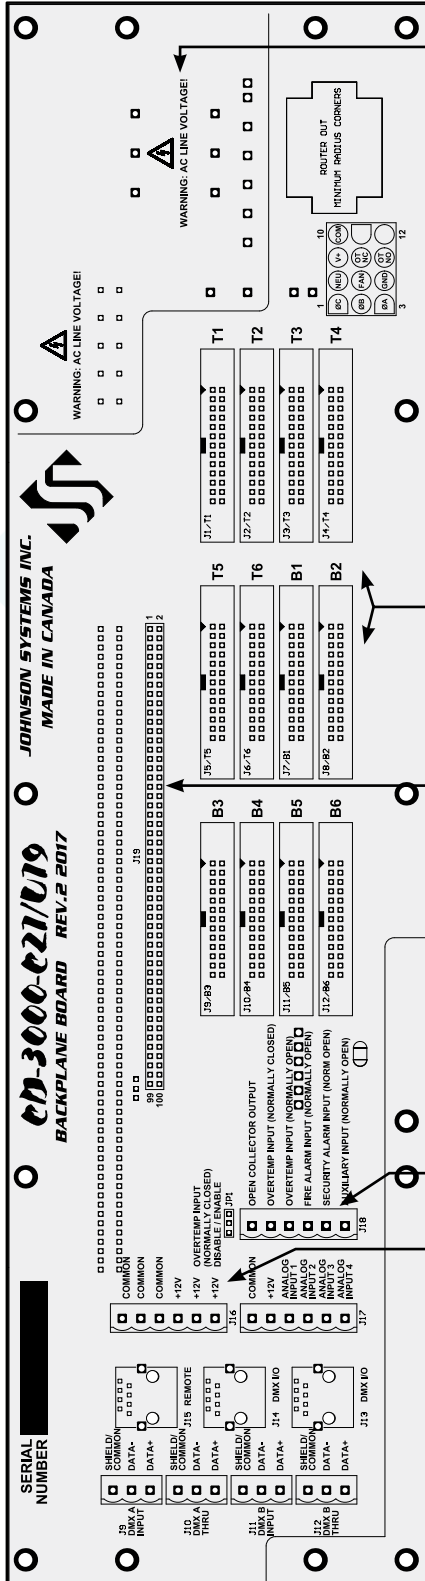 WARNING: AC LINE VOLTAGE!
WARNING: AC LINE VOLTAGE!
ROUTER OUT
MINIMUM RADIUS CORNERS
1
10
ØC
NEU
V+
COM
ØB
FAN
OT
NC
ØA
GND
OT
NO
3
12
JOHNSON SYSTEMS INC.
MADE IN CANADA
CD-3000-C21/U19
BACKPLANE BOARD REV.2 2017
SERIAL
NUMBER
J19
1
2
99
100
J1/T1
T1
J2/T2
T2
J3/T3
T3
J4/T4
T4
J5/T5
T5
J6/T6
T6
J7/B1
B1
J8/B2
B2
J9/B3
B3
J10/B4
B4
J11/B5
B5
J12/B6
B6
OVERTEMP INPUT
(NORMALLY CLOSED)
DISABLE / ENABLE
JP1
OPEN COLLECTOR OUTPUT
OVERTEMP INPUT (NORMALLY CLOSED)
OVERTEMP INPUT (NORMALLY OPEN)
FIRE ALARM INPUT (NORMALLY OPEN)
SECURITY ALARM INPUT (NORM OPEN)
AUXILIARY INPUT (NORMALLY OPEN)
J18
COMMON
COMMON
COMMON
+12V
+12V
+12V
J16
COMMON
+12V
ANALOG
INPUT 1
ANALOG
INPUT 2
ANALOG
INPUT 3
ANALOG
INPUT 4
J17
J15 REMOTE
J14 DMX I/O
J13 DMX I/O
SHIELD/
COMMON
DATA-
DATA+
J9
DMX A
INPUT
SHIELD/
COMMON
DATA-
DATA+
J10
DMX A
THRU
SHIELD/
COMMON
DATA-
DATA+
J11
DMX B
INPUT
SHIELD/
COMMON
DATA-
DATA+
J12
DMX B
THRU